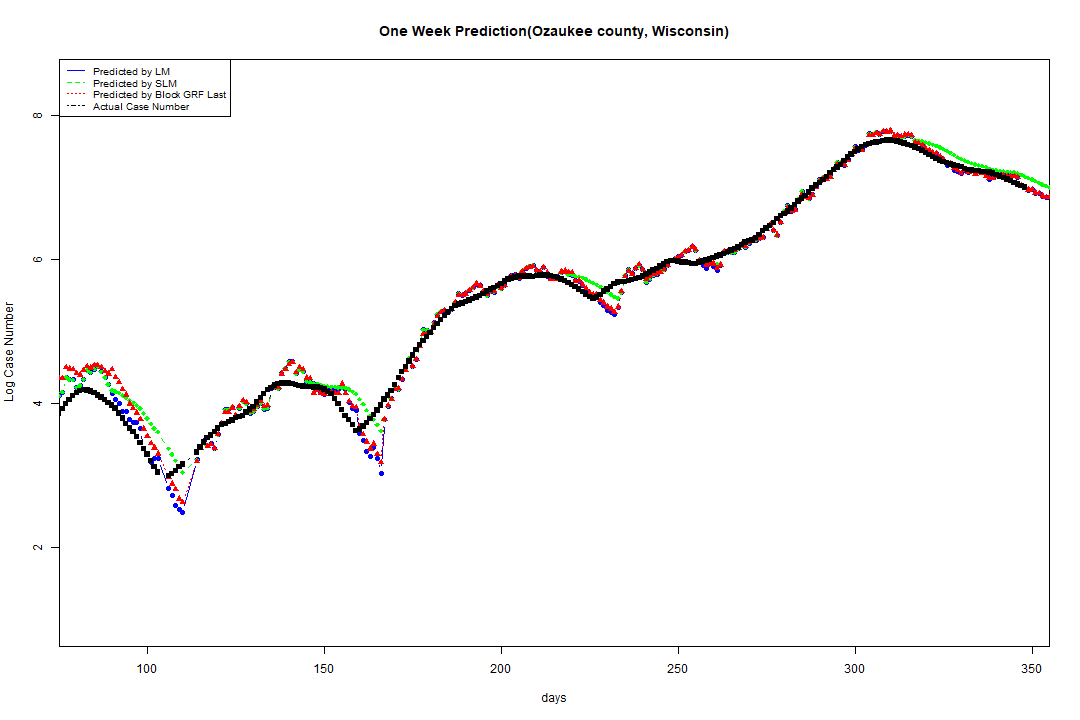 One Week Prediction(Ozaukee county, Wisconsin)
Predicted by LM
Predicted by SLM
Predicted by Block GRF Last
Actual Case Number
Log Case Number
8
6
4
2
100 150 200 250 300 350
days